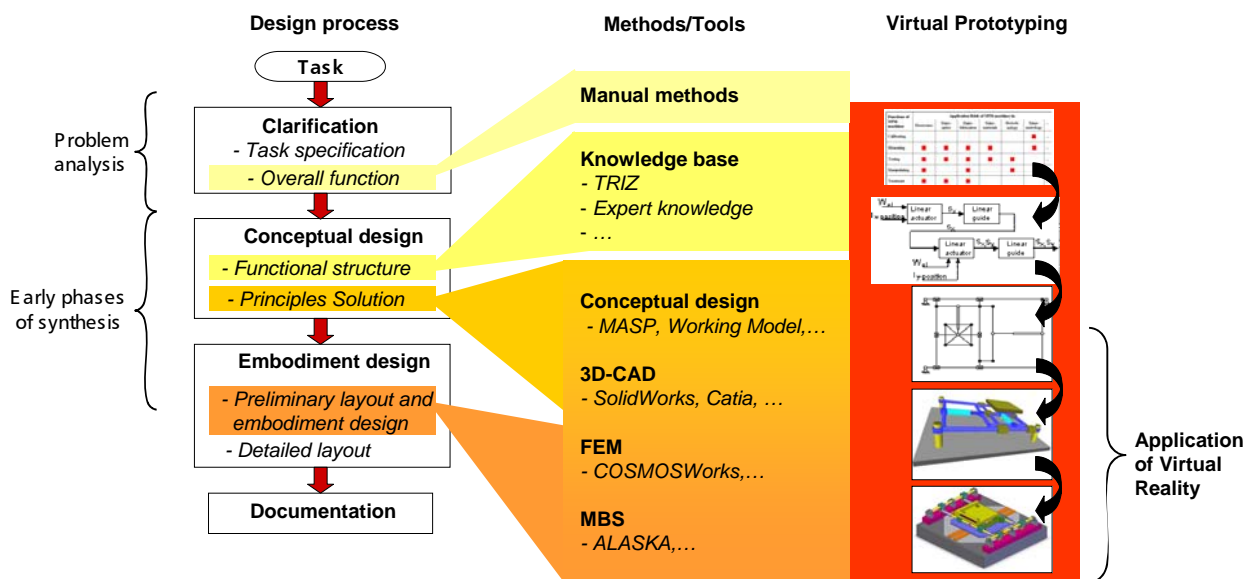 Design process
Methods/Tools
Virtual Prototyping
Task
Problem
analysis
Clarification
- Task specification
- Overall function
Early phases
of synthesis
Conceptual design
- Functional structure
- Principles Solution
Embodiment design
- Preliminary layout and
embodiment design
- Detailed layout
Documentation
Manual methods
Knowledge base
- TRIZ
- Expert knowledge
- …
Conceptual design
- MASP, Working Model,…
3D-CAD
- SolidWorks, Catia, …
FEM
- COSMOSWorks,…
MBS
- ALASKA,…
Functions of
Linear
actuator
Linear
guide
Linear
actuator
Linear
guide
Application
of Virtual
Reality